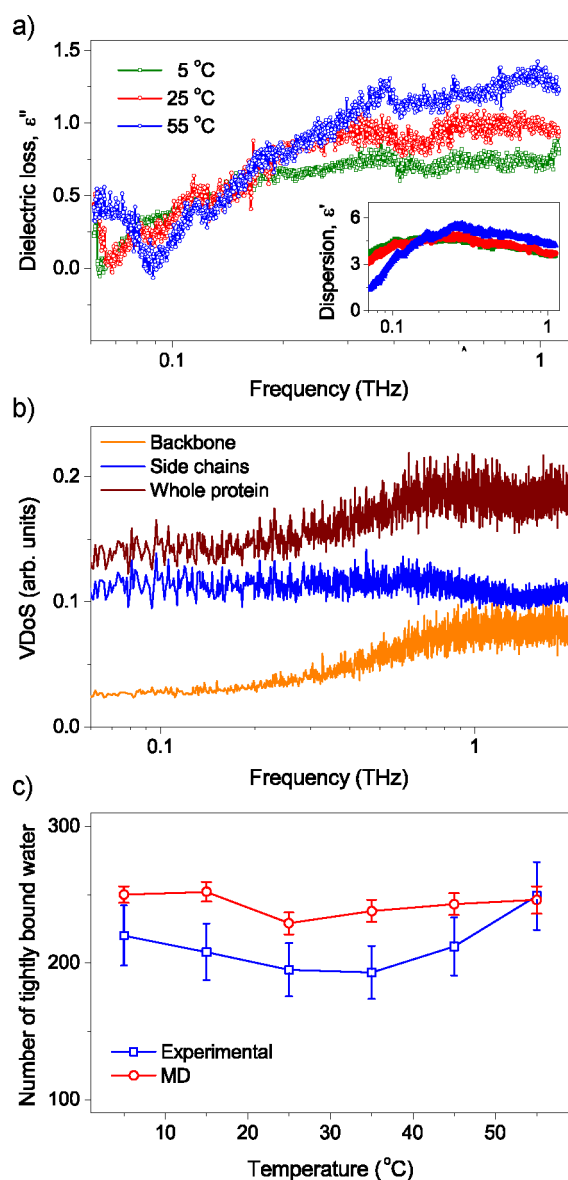 a)
1.5
1.0
0.5
0.0
Dielectric loss, ε"
5 °C
25 °C
55 °C
6
3
0
Dispersion, ε'
0.1
1
0.1
1
Frequency (THz)
b)
Backbone
Side chains
Whole protein
0.2
0.1
0.0
VDoS (arb. units)
0.1
1
Frequency (THz)
c)
300
200
100
Number of tightly bound water
Experimental
MD
0
10
20
30
40
50
Temperature (°C)